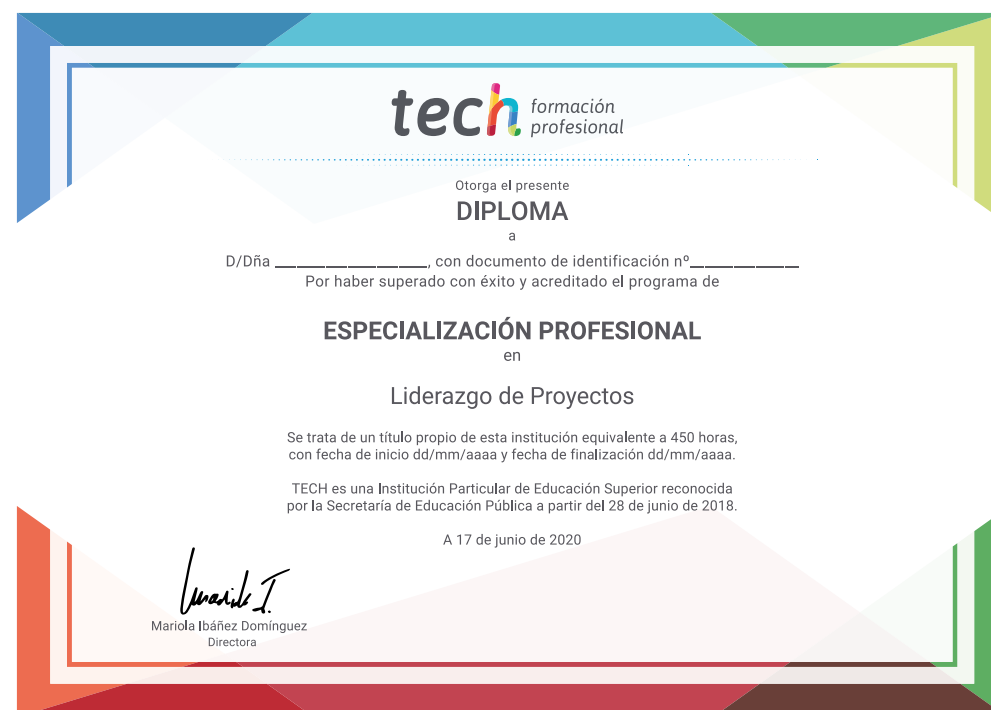 tech formación
profesional
Otorga el presente
DIPLOMA
a
D/Dña ____________, con documento de identificación nº__________
Por haber superado con éxito y acreditado el programa de
ESPECIALIZACIÓN PROFESIONAL
en
Liderazgo de Proyectos
Se trata de un título propio de esta institución equivalente a 450 horas,
con fecha de inicio dd/mm/aaaa y fecha de finalización dd/mm/aaaa.
TECH es una Institución Particular de Educación Superior reconocida
por la Secretaría de Educación Pública a partir del 28 de junio de 2018.
A 17 de junio de 2020
Mariola Ibáñez Domínguez
Directora